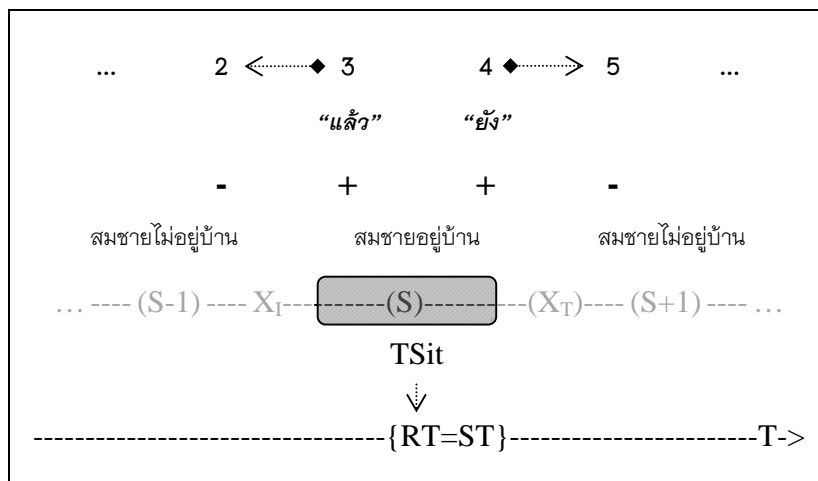 ... 2 3 4 5 ...
“แล้ว” “ยัง”
- + + -
สมชายไม่อยู่บ้าน สมชายอยู่บ้าน สมชายไม่อยู่บ้าน
… ---- (S-1) ---- XI----------(S)-----------(XT)---- (S+1) ---- …
TSit
-----------------------------------{RT=ST}-------------------------T->